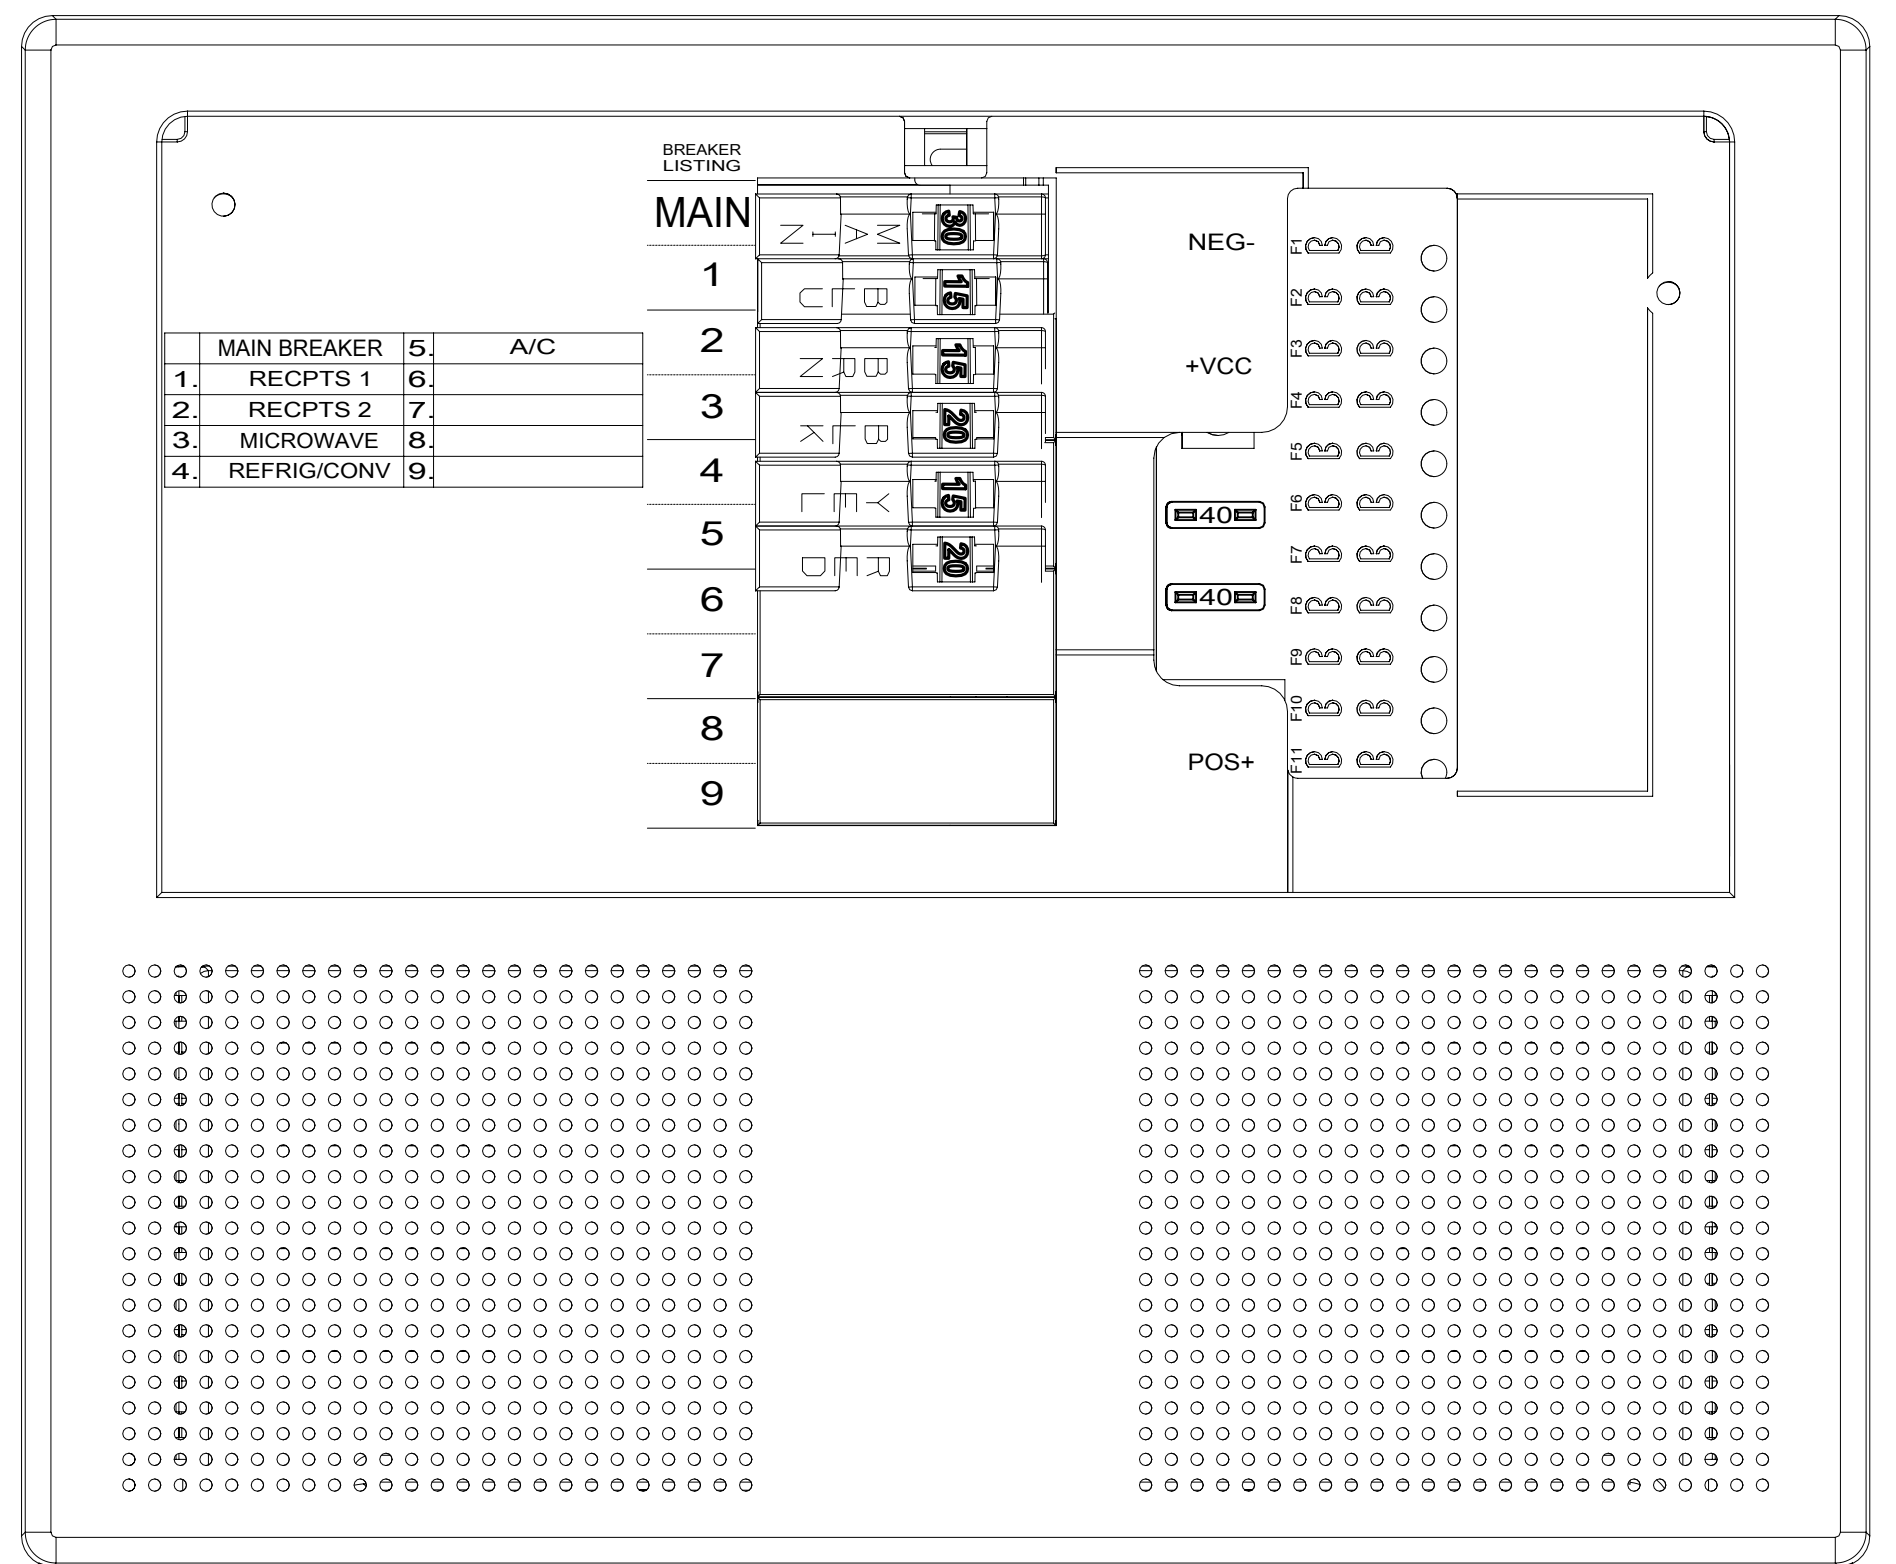 BREAKER
LISTING
MAIN
1
2
3
4
5
6
7
8
9
MAIN BREAKER 5. A/C
1. RECPTS 1 6.
2. RECPTS 2 7.
3. MICROWAVE 8.
4. REFRIG/CONV 9.
MAIN 30
BLU 15
BRN 15
BLK 20
YEL 15
RED 20
NEG-
+VCC
40
40
POS+
F1
F2
F3
F4
F5
F6
F7
F8
F9
F10
F11